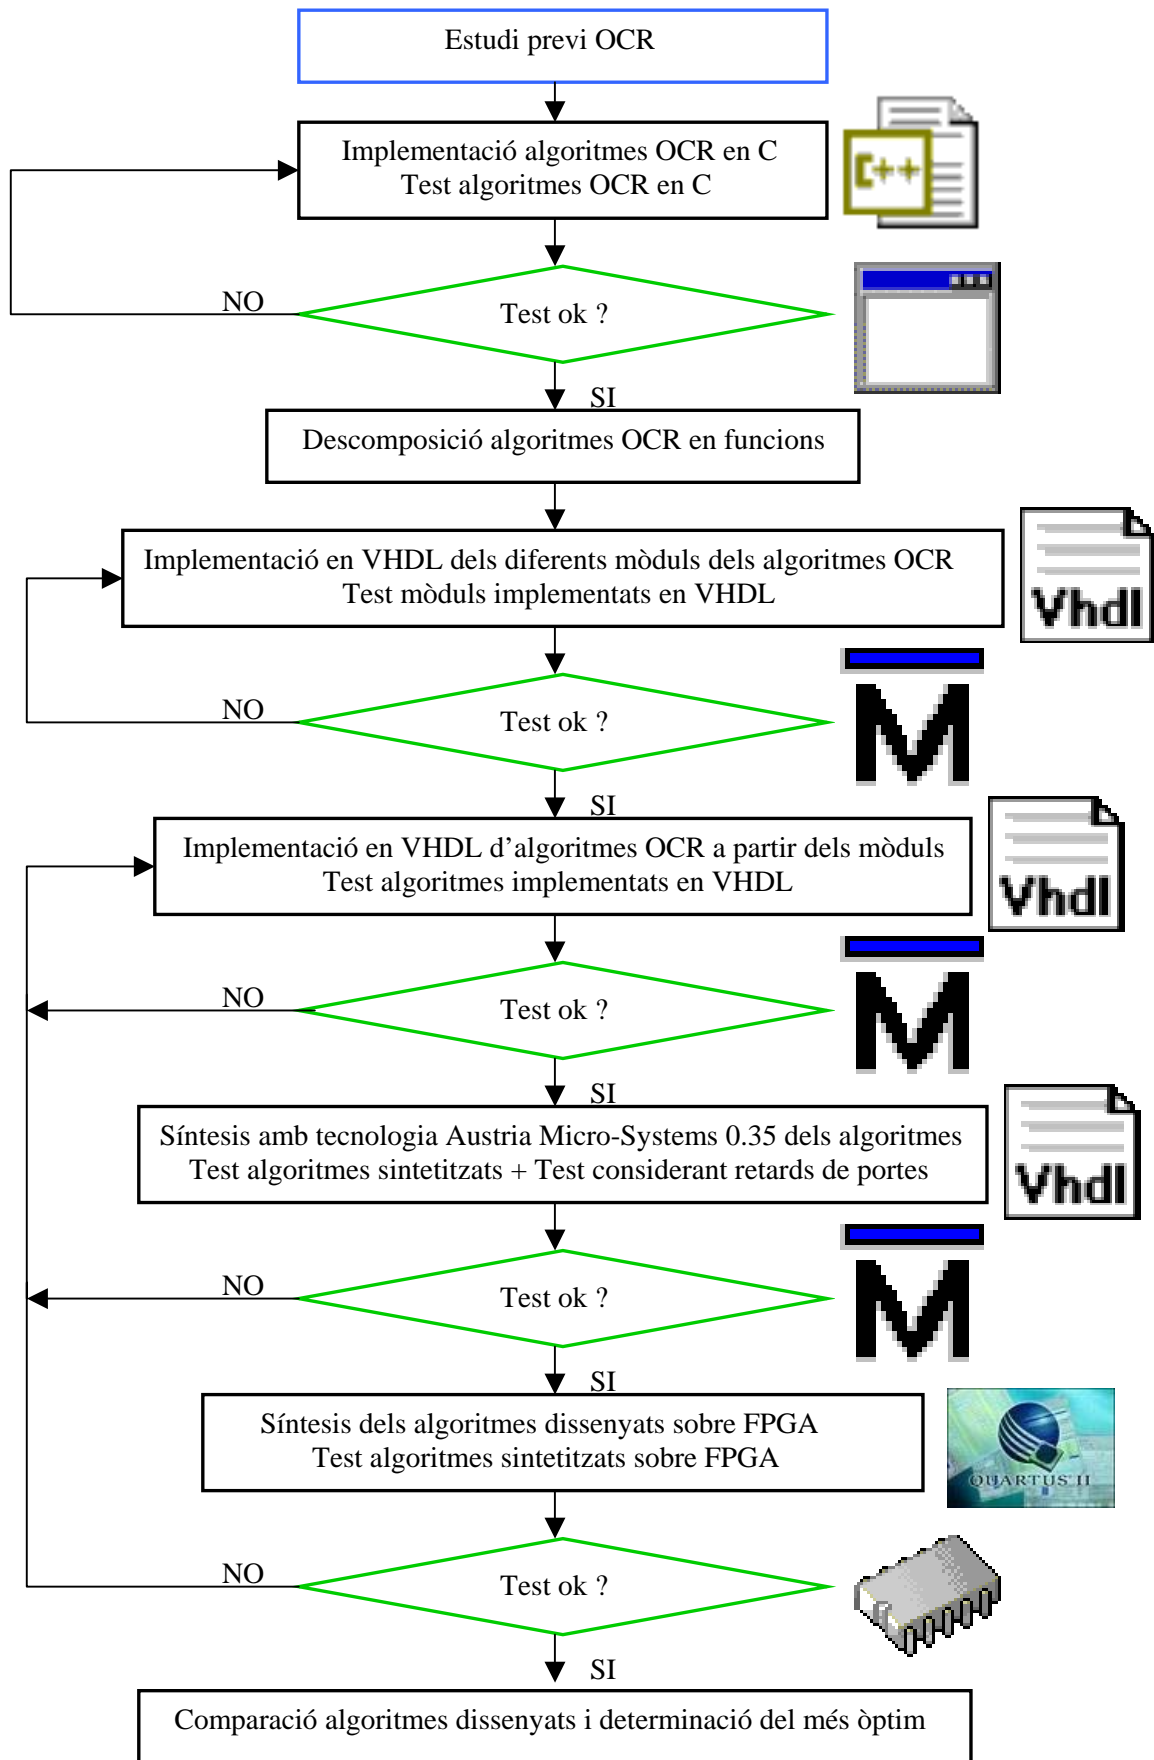 Estudi previ OCR
Implementació algoritmes OCR en C
Test algoritmes OCR en C
C++
NO
Test ok ?
SI
Descomposició algoritmes OCR en funcions
Implementació en VHDL dels diferents mòduls dels algoritmes OCR
Test mòduls implementats en VHDL
Vhdl
NO
Test ok ?
M
SI
Implementació en VHDL d’algoritmes OCR a partir dels mòduls
Test algoritmes implementats en VHDL
Vhdl
NO
Test ok ?
M
SI
Síntesis amb tecnologia Austria Micro-Systems 0.35 dels algoritmes
Test algoritmes sintetitzats + Test considerant retards de portes
Vhdl
NO
Test ok ?
M
SI
Síntesis dels algoritmes dissenyats sobre FPGA
Test algoritmes sintetitzats sobre FPGA
QUARTUS II
NO
Test ok ?
SI
Comparació algoritmes dissenyats i determinació del més òptim